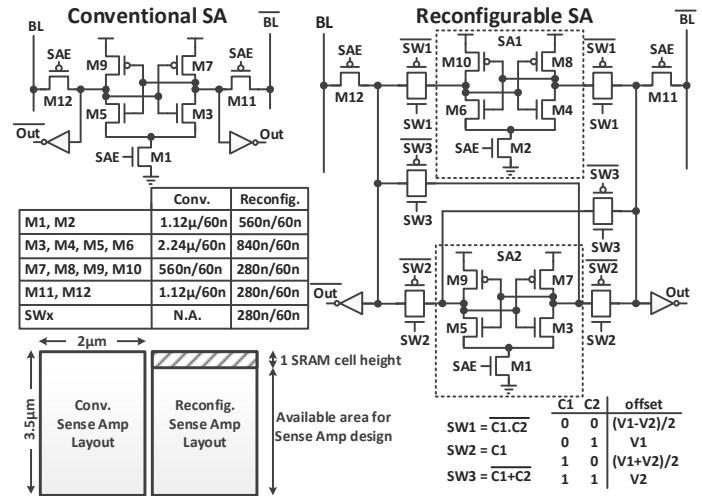 Conventional SA
BL
BL
SAE
M9
M7
SAE
M12
M11
M5
M3
Out
Out
SAE
M1
Conv. Reconfig.
M1, M2 1.12µ/60n 560n/60n
M3, M4, M5, M6 2.24µ/60n 840n/60n
M7, M8, M9, M10 560n/60n 280n/60n
M11, M12 1.12µ/60n 280n/60n
SWx N.A. 280n/60n
2µm
3.5µm
Conv.
Sense Amp
Layout
Reconfig.
Sense Amp
Layout
1 SRAM cell height
Available area for
Sense Amp design
Reconfigurable SA
BL
BL
SAE
SW1
SA1
SW1
SAE
M10
M8
M12
M11
M6
M4
SW1
SW1
SW3
SAE
M2
SW3
SW3
SW3
SW2
SA2
SW2
M9
M7
Out
Out
M5
M3
SW2
SW2
SAE
M1
SW1 = C1.C2
SW2 = C1
SW3 = C1+C2
C1 C2 offset
0 0 (V1-V2)/2
0 1 V1
1 0 (V1+V2)/2
1 1 V2